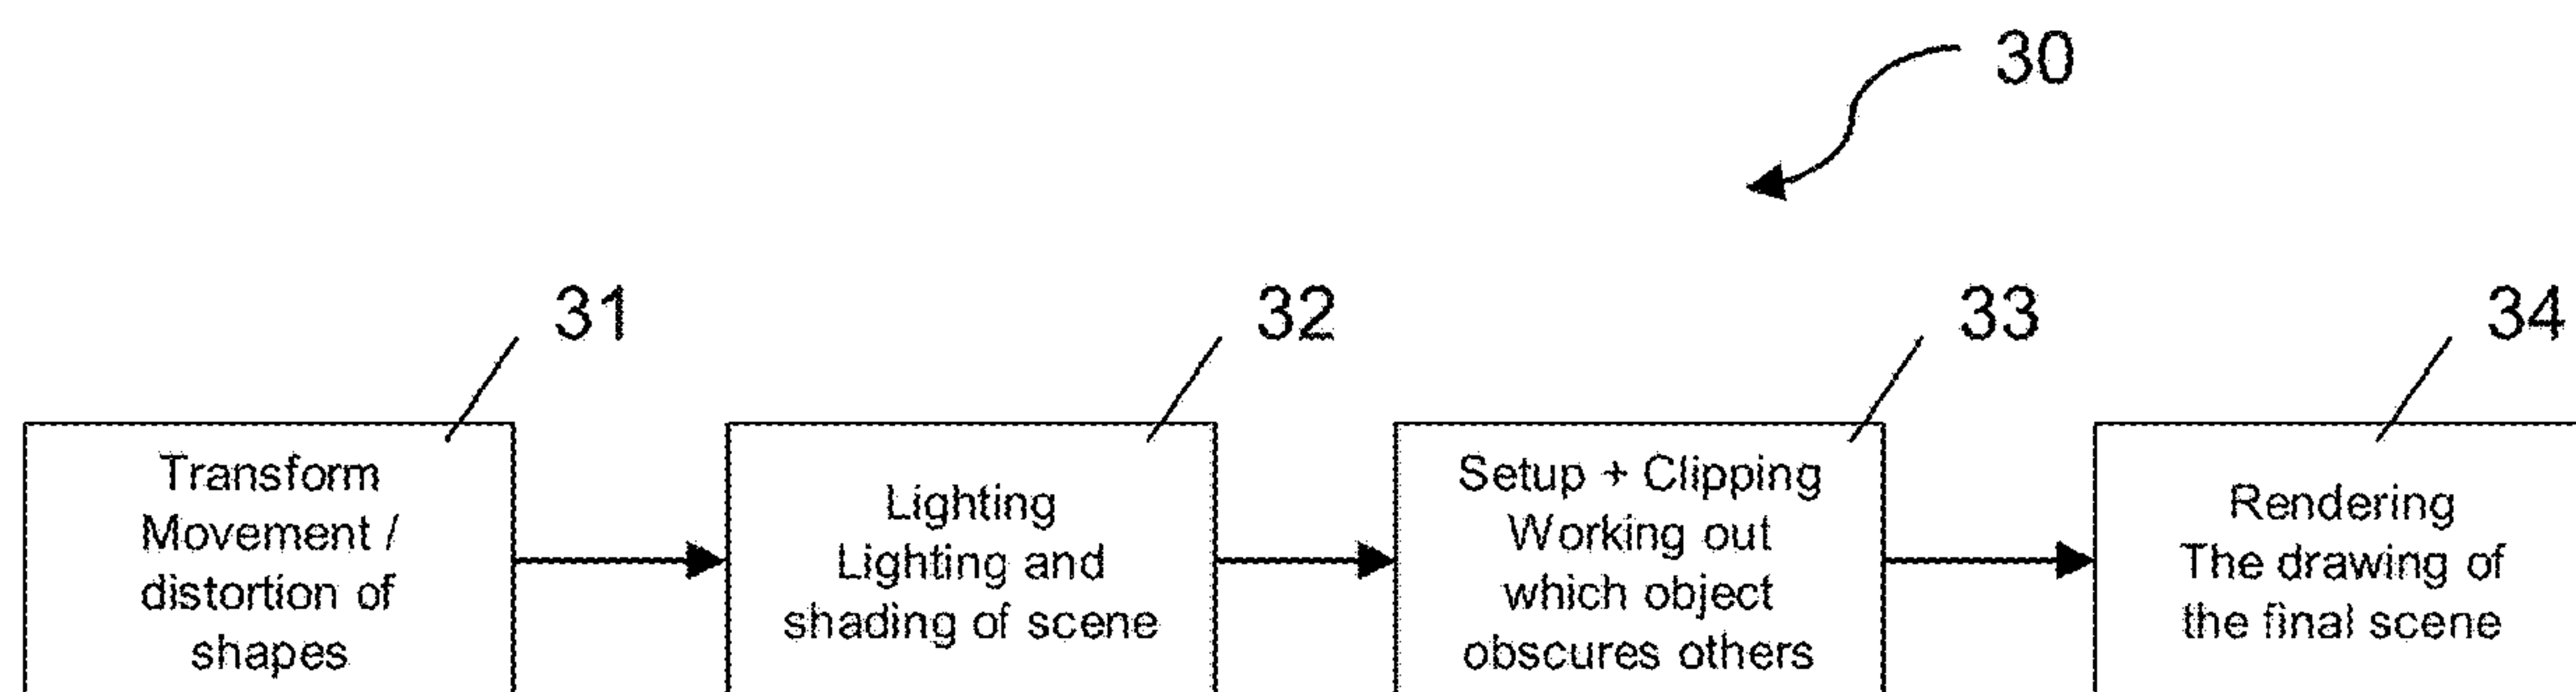 30
31
32
33
34
Transform
Movement /
distortion of
shapes
Lighting
Lighting and
shading of scene
Setup + Clipping
Working out
which object
obscures others
Rendering
The drawing of
the final scene